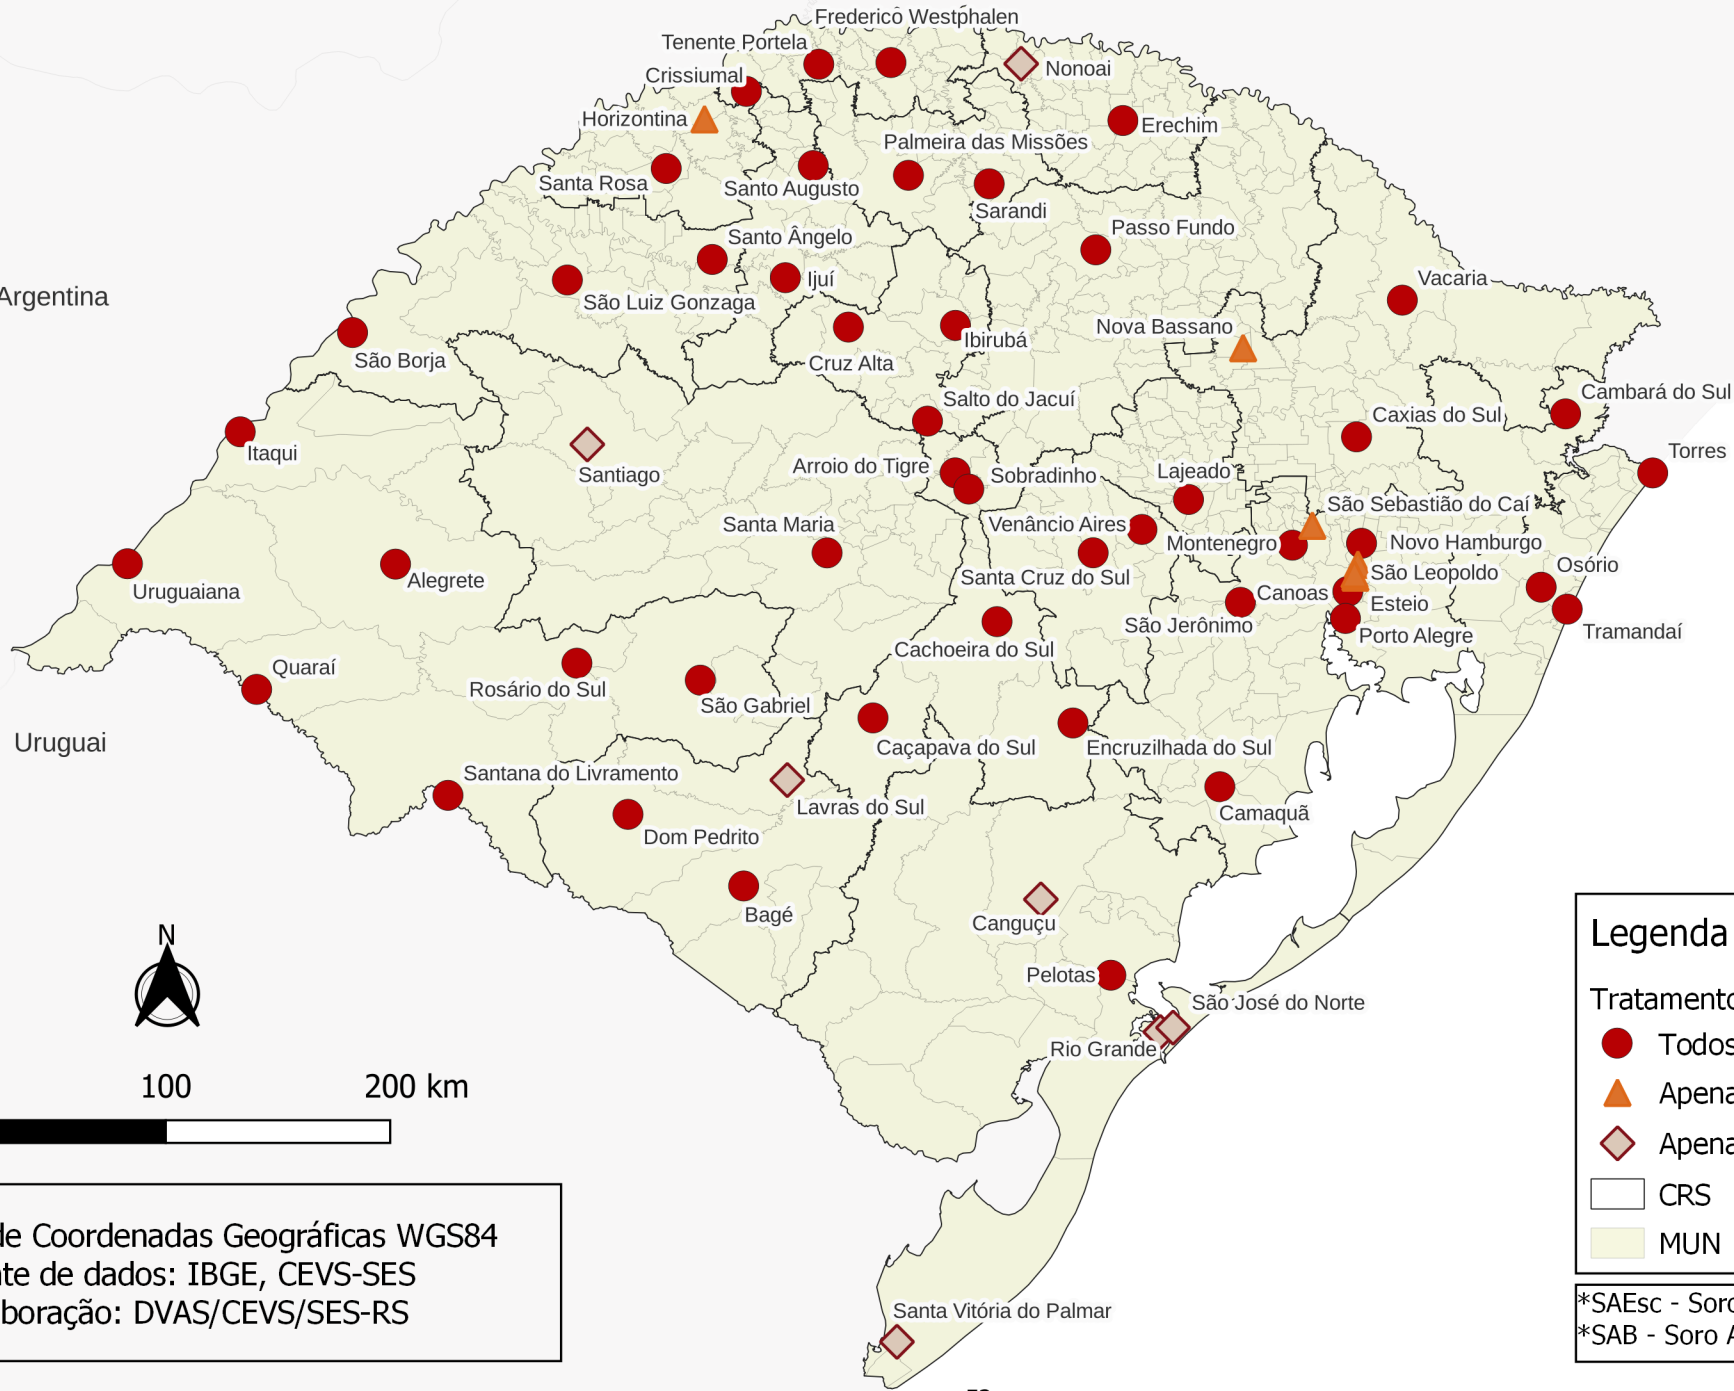 Frederico Westphalen
Tenente Portela
Nonoai
Crissiumal
Horizontina
Erechim
Palmeira das Missões
Santa Rosa
Santo Augusto
Sarandi
Passo Fundo
Santo Ângelo
Ijuí
Vacaria
Argentina
São Luiz Gonzaga
Nova Bassano
Ibirubá
São Borja
Cruz Alta
Cambará do Sul
Salto do Jacuí
Caxias do Sul
Itaqui
Torres
Arroio do Tigre
Santiago
Sobradinho
Lajeado
São Sebastião do Caí
Santa Maria
Venâncio Aires
Montenegro
Novo Hamburgo
Osório
São Leopoldo
Alegrete
Santa Cruz do Sul
Uruguaiana
Canoas
Esteio
São Jerônimo
Tramandaí
Porto Alegre
Cachoeira do Sul
Quaraí
Rosário do Sul
São Gabriel
Uruguai
Caçapava do Sul
Encruzilhada do Sul
Santana do Livramento
Lavras do Sul
Camaquã
Dom Pedrito
Bagé
Canguçu
N
Pelotas
São José do Norte
Rio Grande
100 200 km
Santa Vitória do Palmar
de Coordenadas Geográficas WGS84
te de dados: IBGE, CEVS-SES
boração: DVAS/CEVS/SES-RS
Legenda
Tratamento
Todos
Apena
Apena
CRS
MUN
*SAEsc - Soro
*SAB - Soro A